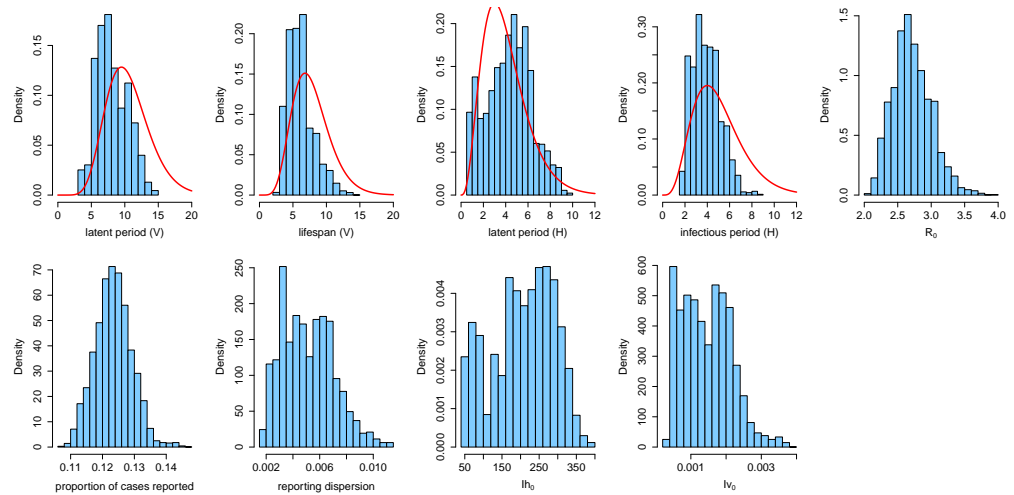 Density
0.00 0.05 0.10 0.15
0 5 10 15 20
latent period (V)
Density
0.00 0.05 0.10 0.15 0.20
0 5 10 15 20
lifespan (V)
Density
0.00 0.05 0.10 0.15 0.20
0 2 4 6 8 10 12
latent period (H)
Density
0.00 0.10 0.20 0.30
0 2 4 6 8 10 12
infectious period (H)
Density
0.0 0.5 1.0 1.5
2.0 2.5 3.0 3.5 4.0
R₀
Density
0 10 20 30 40 50 60 70
0.11 0.12 0.13 0.14
proportion of cases reported
Density
0 50 100 150 200 250
0.002 0.006 0.010
reporting dispersion
Density
0.000 0.001 0.002 0.003 0.004
50 150 250 350
Ih₀
Density
0 100 200 300 400 500 600
0.001 0.003
Iv₀